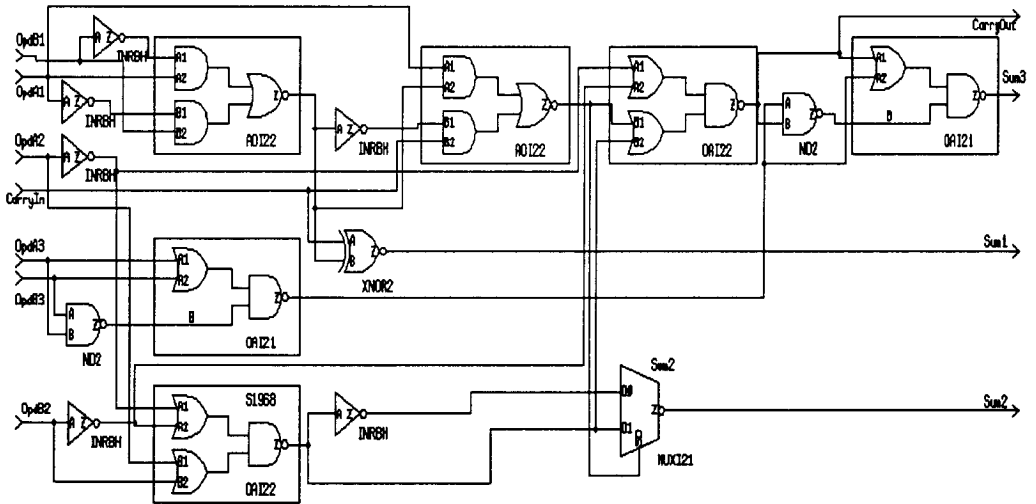 OpdB1
OpdA1
OpdA2
CarryIn
OpdA3
OpdB3
OpdB2
A Z
INRBH
A Z
INRBH
A Z
INRBH
A1
A2
B1
B2
Z
AOI22
A Z
INRBH
A1
A2
B1
B2
Z
AOI22
A1
A2
B1
B2
Z
OAI22
A
B
Z
ND2
A1
A2
B
Z
OAI21
CarryOut
Sum3
A
B
Z
XNOR2
Sum1
A1
A2
B
Z
OAI21
A
B
Z
ND2
A Z
INRBH
S1968
A1
A2
B1
B2
Z
OAI22
A Z
INRBH
Sum2
D0
D1
Z
MUXI21
Sum2